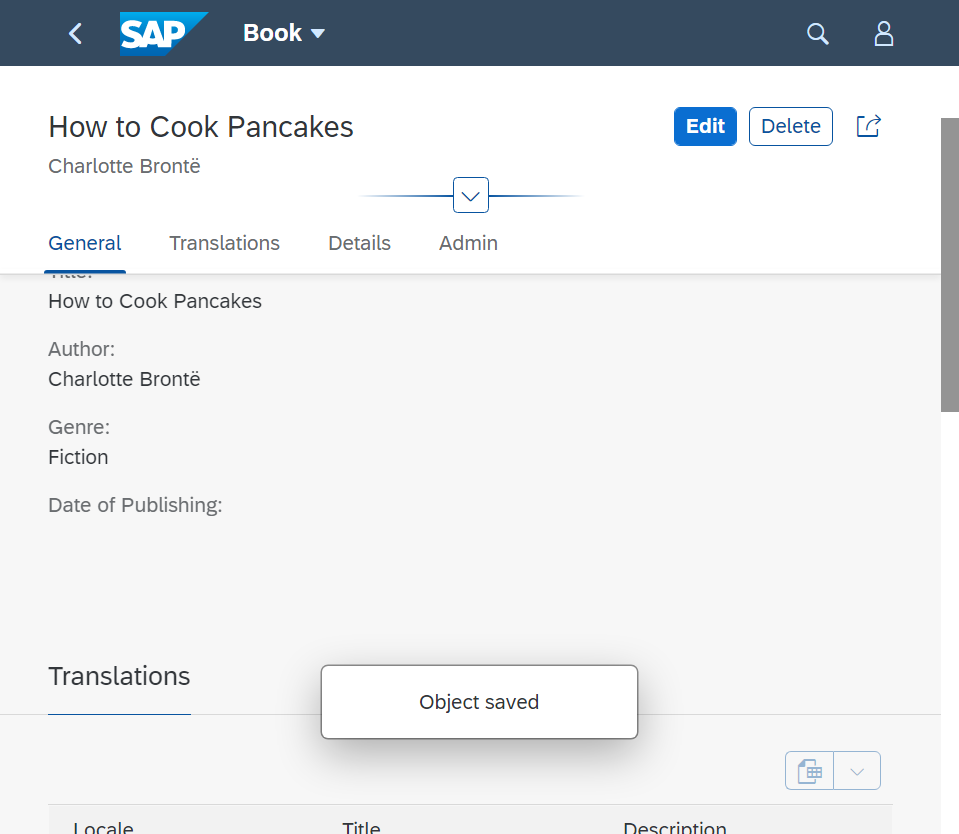 SAP Book
How to Cook Pancakes
Edit Delete
Charlotte Brontë
General Translations Details Admin
Title:
How to Cook Pancakes
Author:
Charlotte Brontë
Genre:
Fiction
Date of Publishing:
Translations
Object saved
Locale Title Description